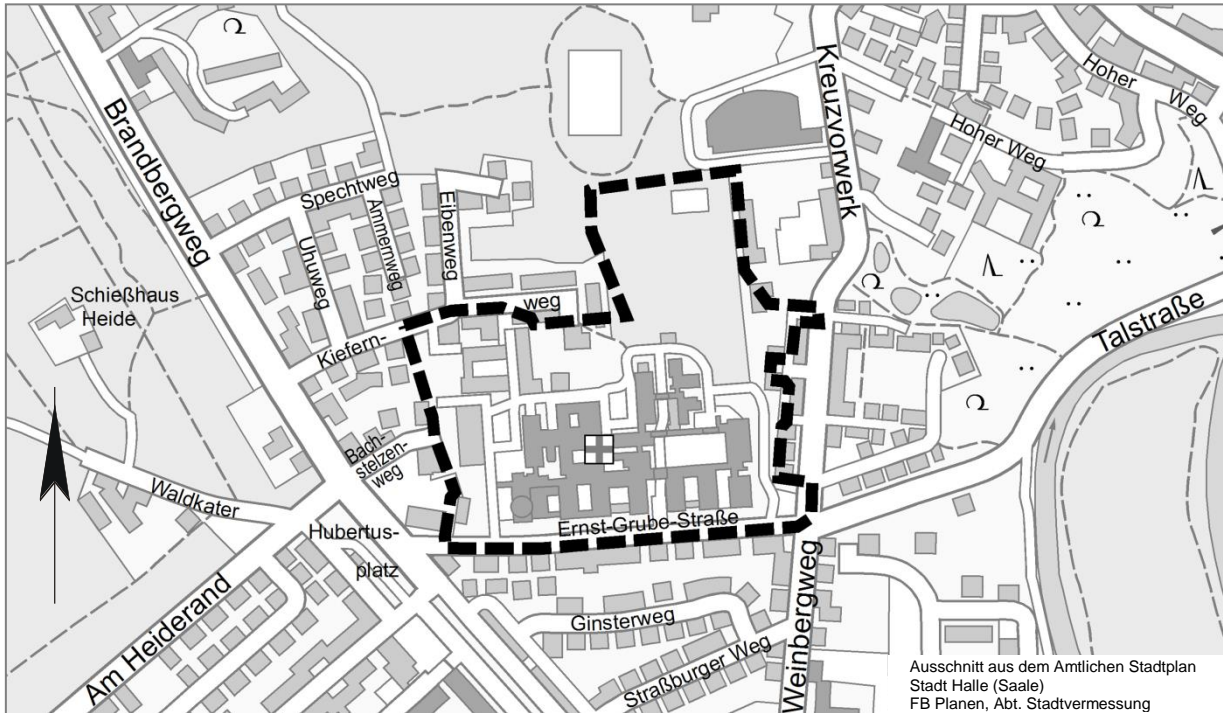 Brandbergweg
Kreuzvorwerk
Hoher
Weg
Hoher Weg
Spechtweg
Ammernweg
Eibenweg
Uhuweg
Schießhaus
Heide
weg
Kiefern-
Talstraße
Bach-
stelzen-
weg
Waldkater
Hubertus-
platz
Ernst-Grube-Straße
Am Heiderand
Ginsterweg
Straßburger Weg
Weinbergweg
Ausschnitt aus dem Amtlichen Stadtplan
Stadt Halle (Saale)
FB Planen, Abt. Stadtvermessung